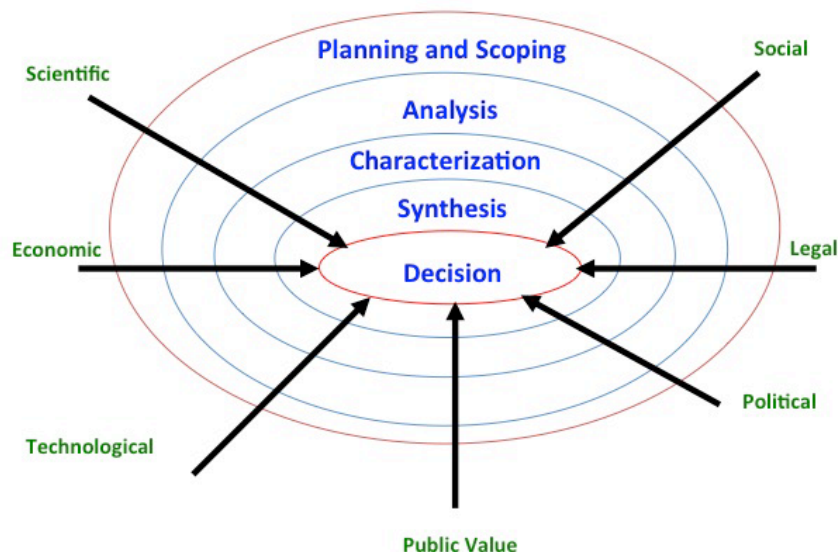 Planning and Scoping
Social
Scientific
Analysis
Characterization
Synthesis
Economic
Legal
Decision
Political
Technological
Public Value